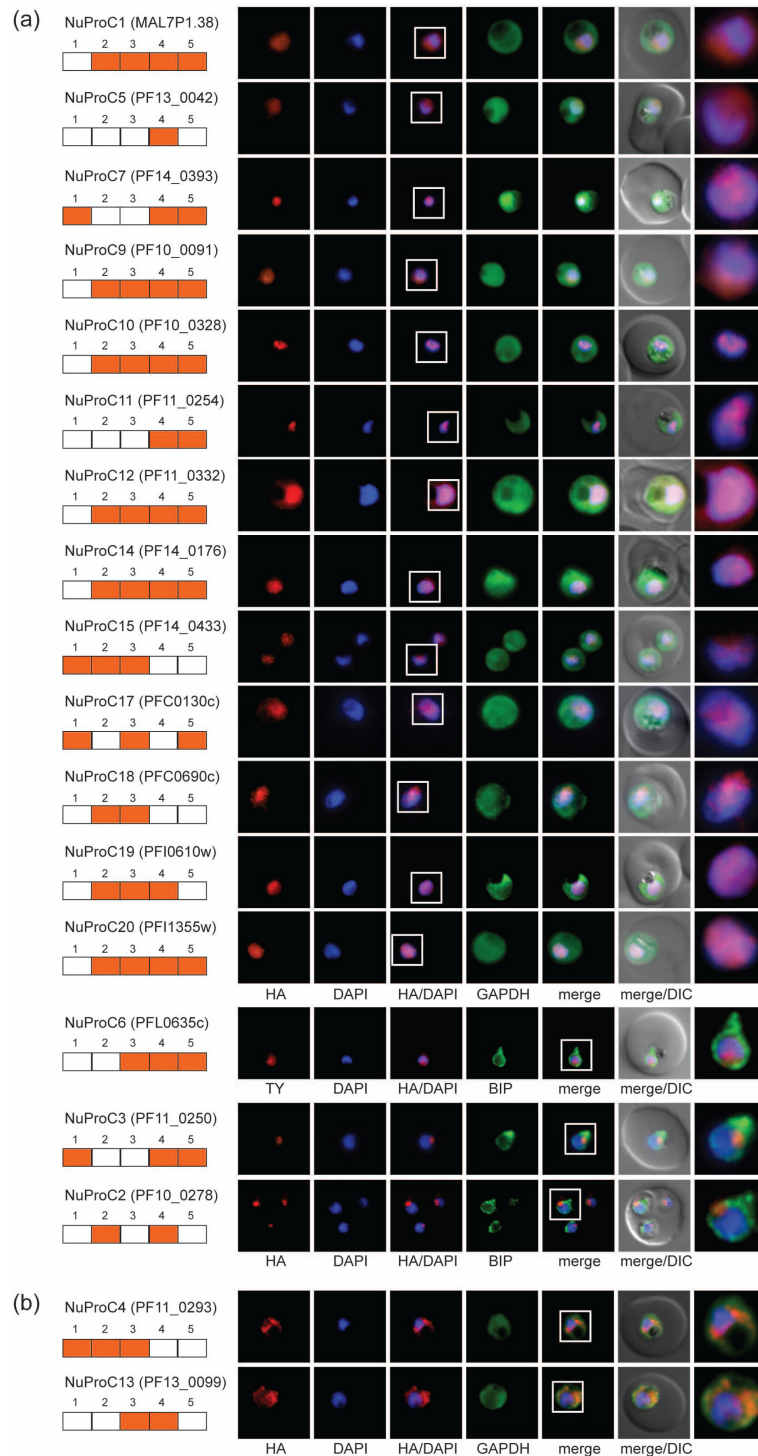 (a)
NuProC1 (MAL7P1.38)
1 2 3 4 5
NuProC5 (PF13_0042)
1 2 3 4 5
NuProC7 (PF14_0393)
1 2 3 4 5
NuProC9 (PF10_0091)
1 2 3 4 5
NuProC10 (PF10_0328)
1 2 3 4 5
NuProC11 (PF11_0254)
1 2 3 4 5
NuProC12 (PF11_0332)
1 2 3 4 5
NuProC14 (PF14_0176)
1 2 3 4 5
NuProC15 (PF14_0433)
1 2 3 4 5
NuProC17 (PFC0130c)
1 2 3 4 5
NuProC18 (PFC0690c)
1 2 3 4 5
NuProC19 (PFI0610w)
1 2 3 4 5
NuProC20 (PFI1355w)
1 2 3 4 5
HA DAPI HA/DAPI GAPDH merge merge/DIC
NuProC6 (PFL0635c)
1 2 3 4 5
TY DAPI HA/DAPI BIP merge merge/DIC
NuProC3 (PF11_0250)
1 2 3 4 5
NuProC2 (PF10_0278)
1 2 3 4 5
HA DAPI HA/DAPI BIP merge merge/DIC
(b)
NuProC4 (PF11_0293)
1 2 3 4 5
NuProC13 (PF13_0099)
1 2 3 4 5
HA DAPI HA/DAPI GAPDH merge merge/DIC